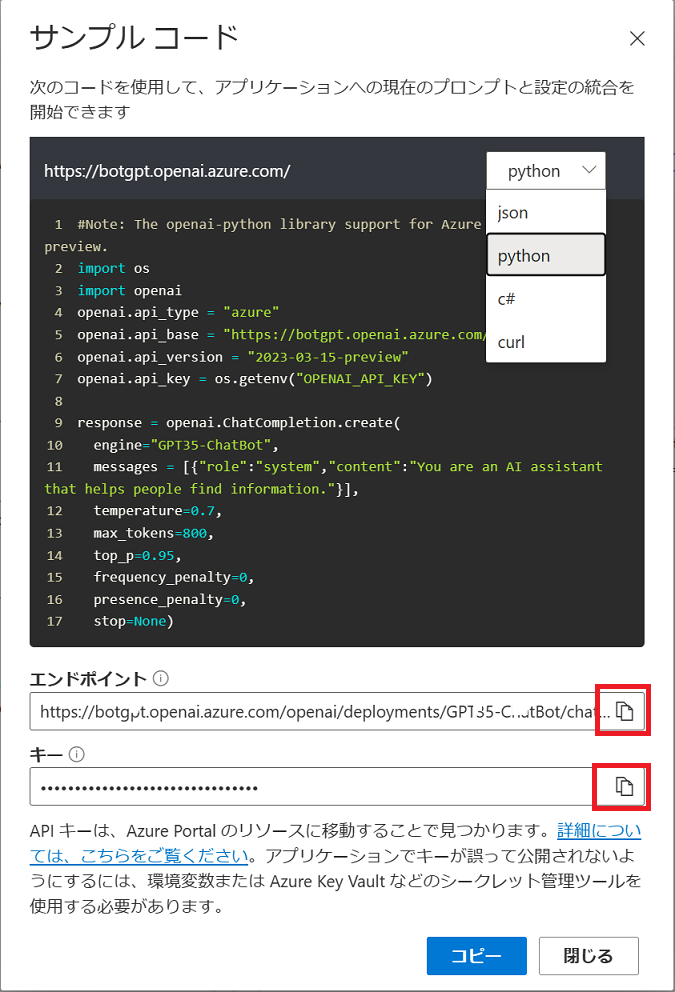 サンプル コード
次のコードを使用して、アプリケーションへの現在のプロンプトと設定の統合を
開始できます
https://botgpt.openai.azure.com/
python
json
python
c#
curl
1 #Note: The openai-python library support for Azure
preview.
2 import os
3 import openai
4 openai.api_type = "azure"
5 openai.api_base = "https://botgpt.openai.azure.com/
6 openai.api_version = "2023-03-15-preview"
7 openai.api_key = os.getenv("OPENAI_API_KEY")
8
9 response = openai.ChatCompletion.create(
10 engine="GPT35-ChatBot",
11 messages = [{"role":"system","content":"You are an AI assistant
that helps people find information."}],
12 temperature=0.7,
13 max_tokens=800,
14 top_p=0.95,
15 frequency_penalty=0,
16 presence_penalty=0,
17 stop=None)
エンドポイント
https://botgpt.openai.azure.com/openai/deployments/GPT35-ChatBot/chat...
キー
API キーは、Azure Portal のリソースに移動することで見つかります。詳細につい
ては、こちらをご覧ください。アプリケーションでキーが誤って公開されないよ
うにするには、環境変数または Azure Key Vault などのシークレット管理ツールを
使用する必要があります。
コピー
閉じる